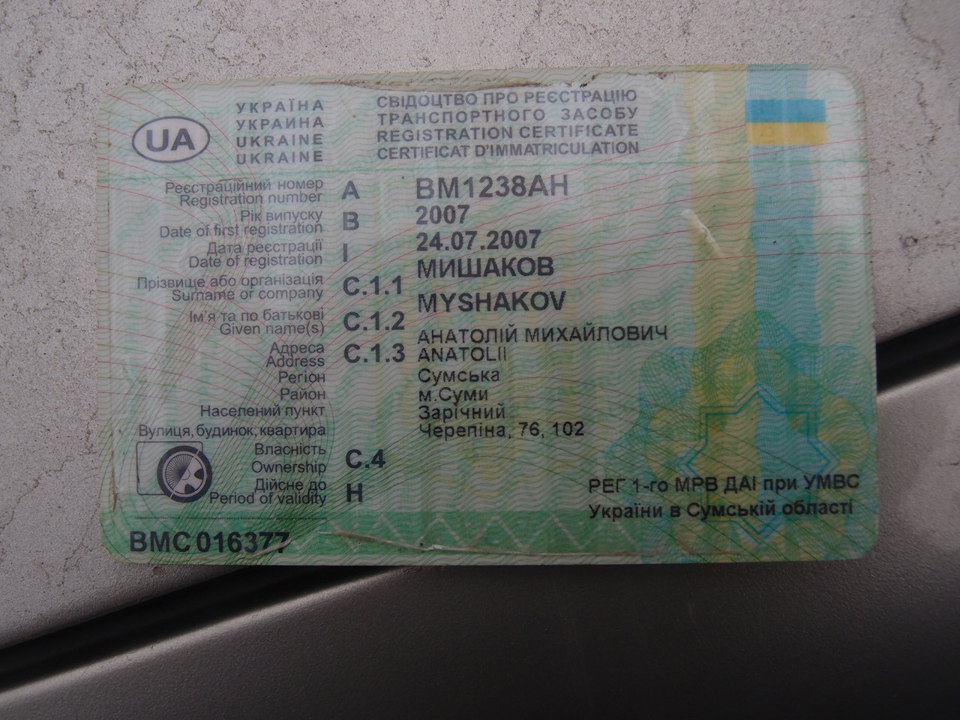 UA
УКРАЇНА
УКРАИНА
UKRAINE
UKRAINE
СВІДОЦТВО ПРО РЕЄСТРАЦІЮ
ТРАНСПОРТНОГО ЗАСОБУ
REGISTRATION CERTIFICATE
CERTIFICAT D'IMMATRICULATION
Реєстраційний номер
Registration number A BM1238AH
Рік випуску
Date of first registration B 2007
Дата реєстрації
Date of registration I 24.07.2007
Прізвище або організація
Surname or company C.1.1 МИШАКОВ
MYSHAKOV
Ім'я та по батькові
Given name(s) C.1.2 АНАТОЛІЙ МИХАЙЛОВИЧ
ANATOLII
Адреса
Address C.1.3
Регіон Сумська
Район м.Суми
Населений пункт Зарічний
Вулиця, будинок, квартира Черепіна, 76, 102
Власність
Ownership C.4
Дійсне до
Period of validity H
РЕГ 1-го МРВ ДАІ при УМВС
України в Сумській області
ВМС 016377